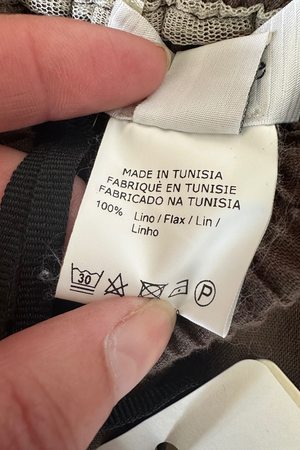 MADE IN TUNISIA
FABRIQUÈ EN TUNISIE
FABRICADO NA TUNISIA
100% Lino / Flax / Lin /
Linho
30 P